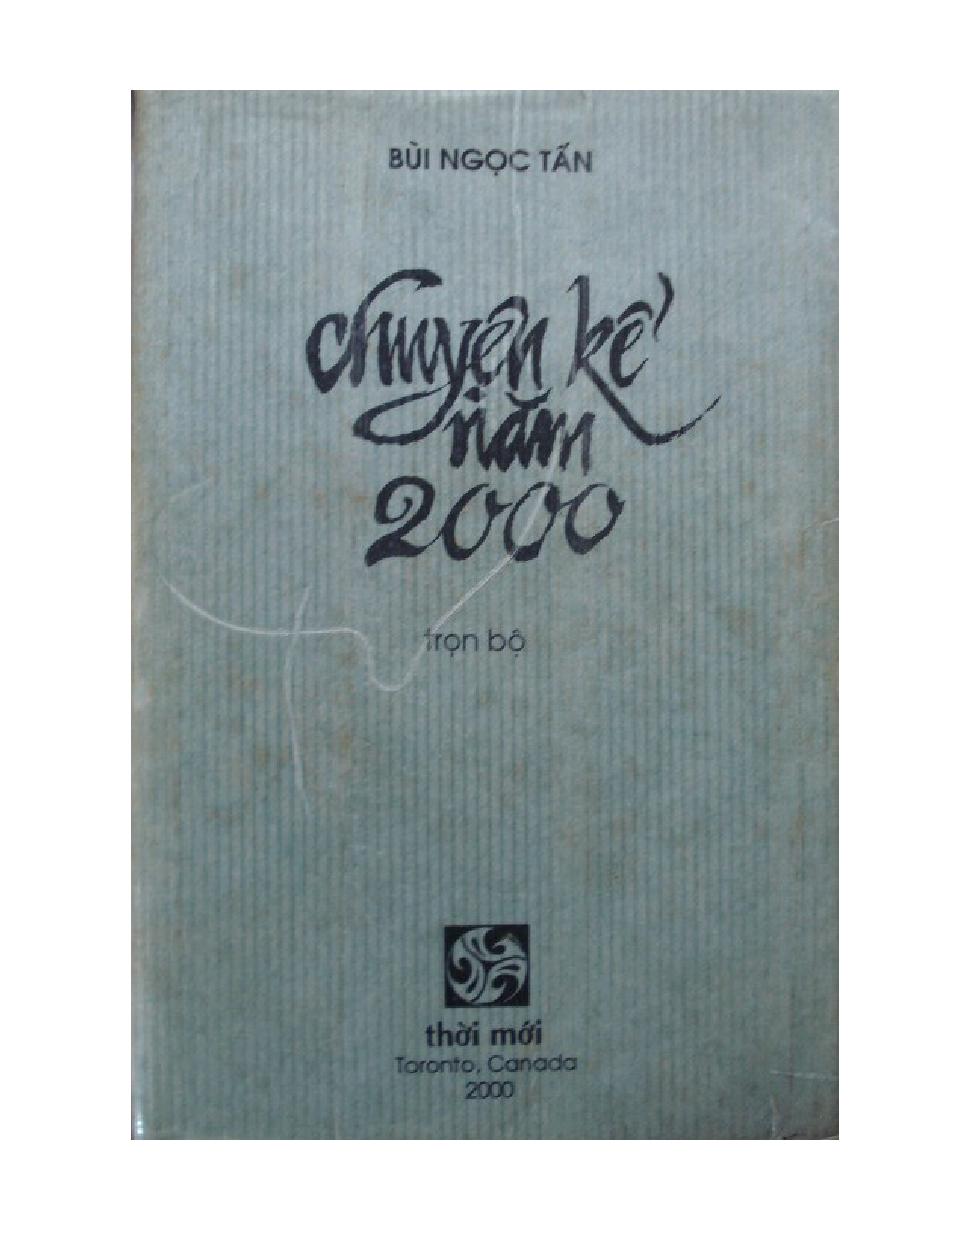 BÙI NGỌC TẤN
chuyện kể
năm
2000
trọn bộ
thời mới
Toronto, Canada
2000